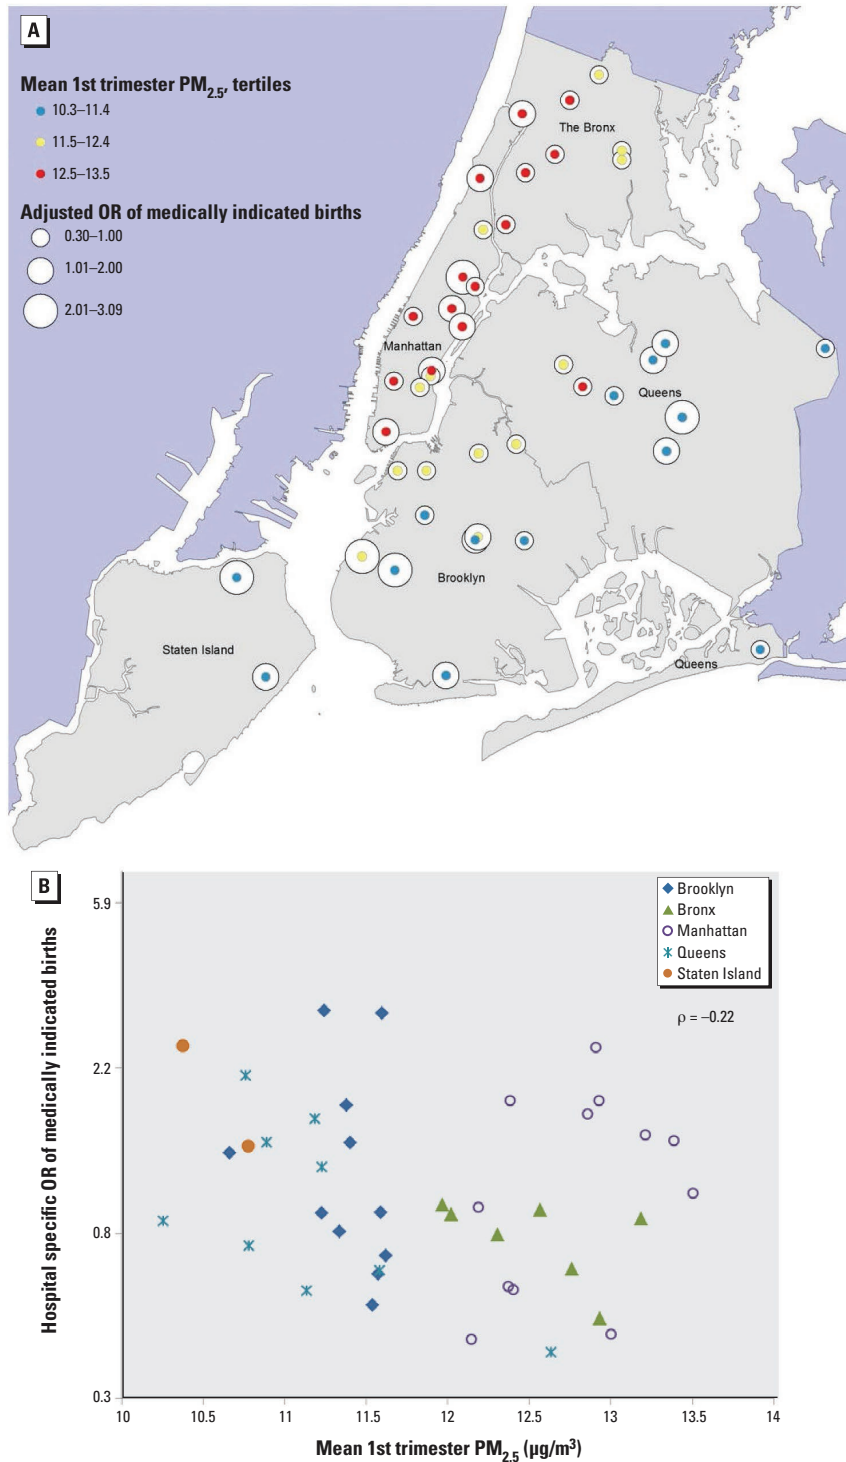 A
Mean 1st trimester PM2.5, tertiles
10.3–11.4
11.5–12.4
12.5–13.5
Adjusted OR of medically indicated births
0.30–1.00
1.01–2.00
2.01–3.09
The Bronx
Manhattan
Queens
Brooklyn
Staten Island
Queens
B
Hospital specific OR of medically indicated births
5.9
2.2
0.8
0.3
Brooklyn
Bronx
Manhattan
Queens
Staten Island
ρ = –0.22
10 10.5 11 11.5 12 12.5 13 13.5 14
Mean 1st trimester PM2.5 (μg/m³)